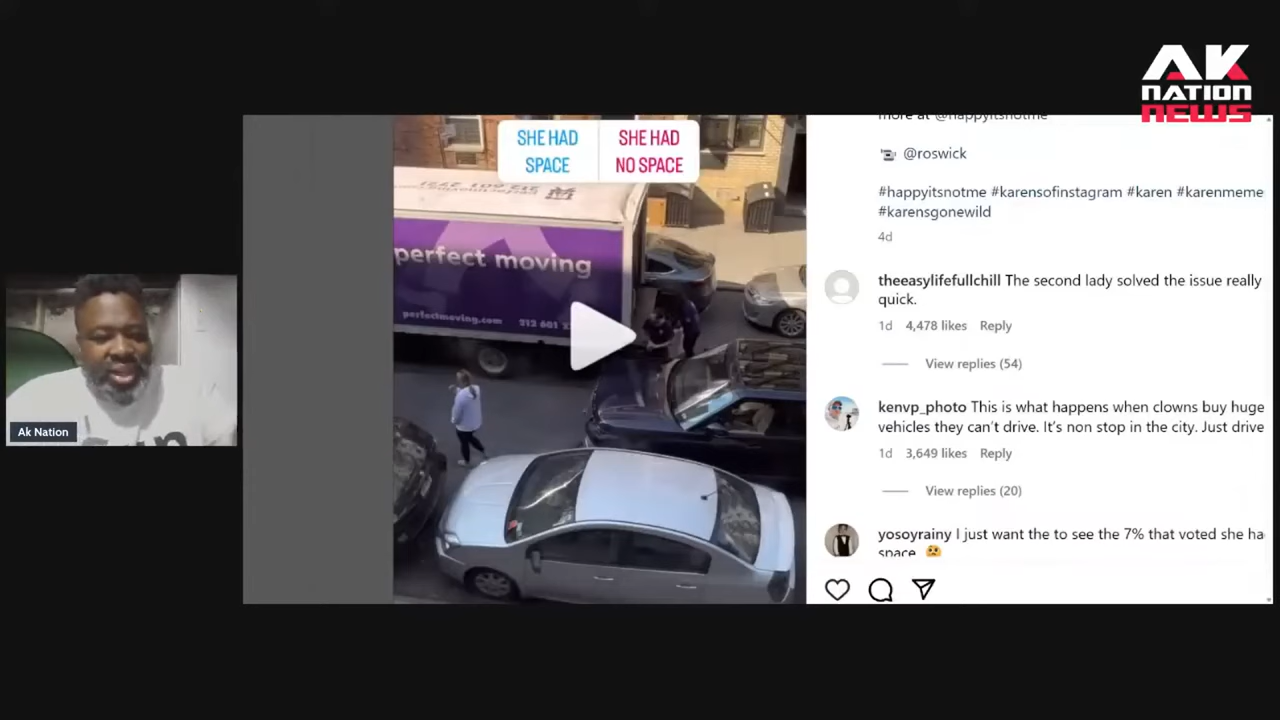 AK
NATION
NEWS
SHE HAD
SPACE
SHE HAD
NO SPACE
perfect moving
perfectmoving.com 212 601
Ak Nation
more at @happyitsnotme
@roswick
#happyitsnotme #karensofinstagram #karen #karenmeme
#karensgonewild
4d
theeasylifefullchill The second lady solved the issue really
quick.
1d 4,478 likes Reply
View replies (54)
kenvp_photo This is what happens when clowns buy huge
vehicles they can't drive. It's non stop in the city. Just drive
1d 3,649 likes Reply
View replies (20)
yosoyrainy I just want the to see the 7% that voted she ha
space